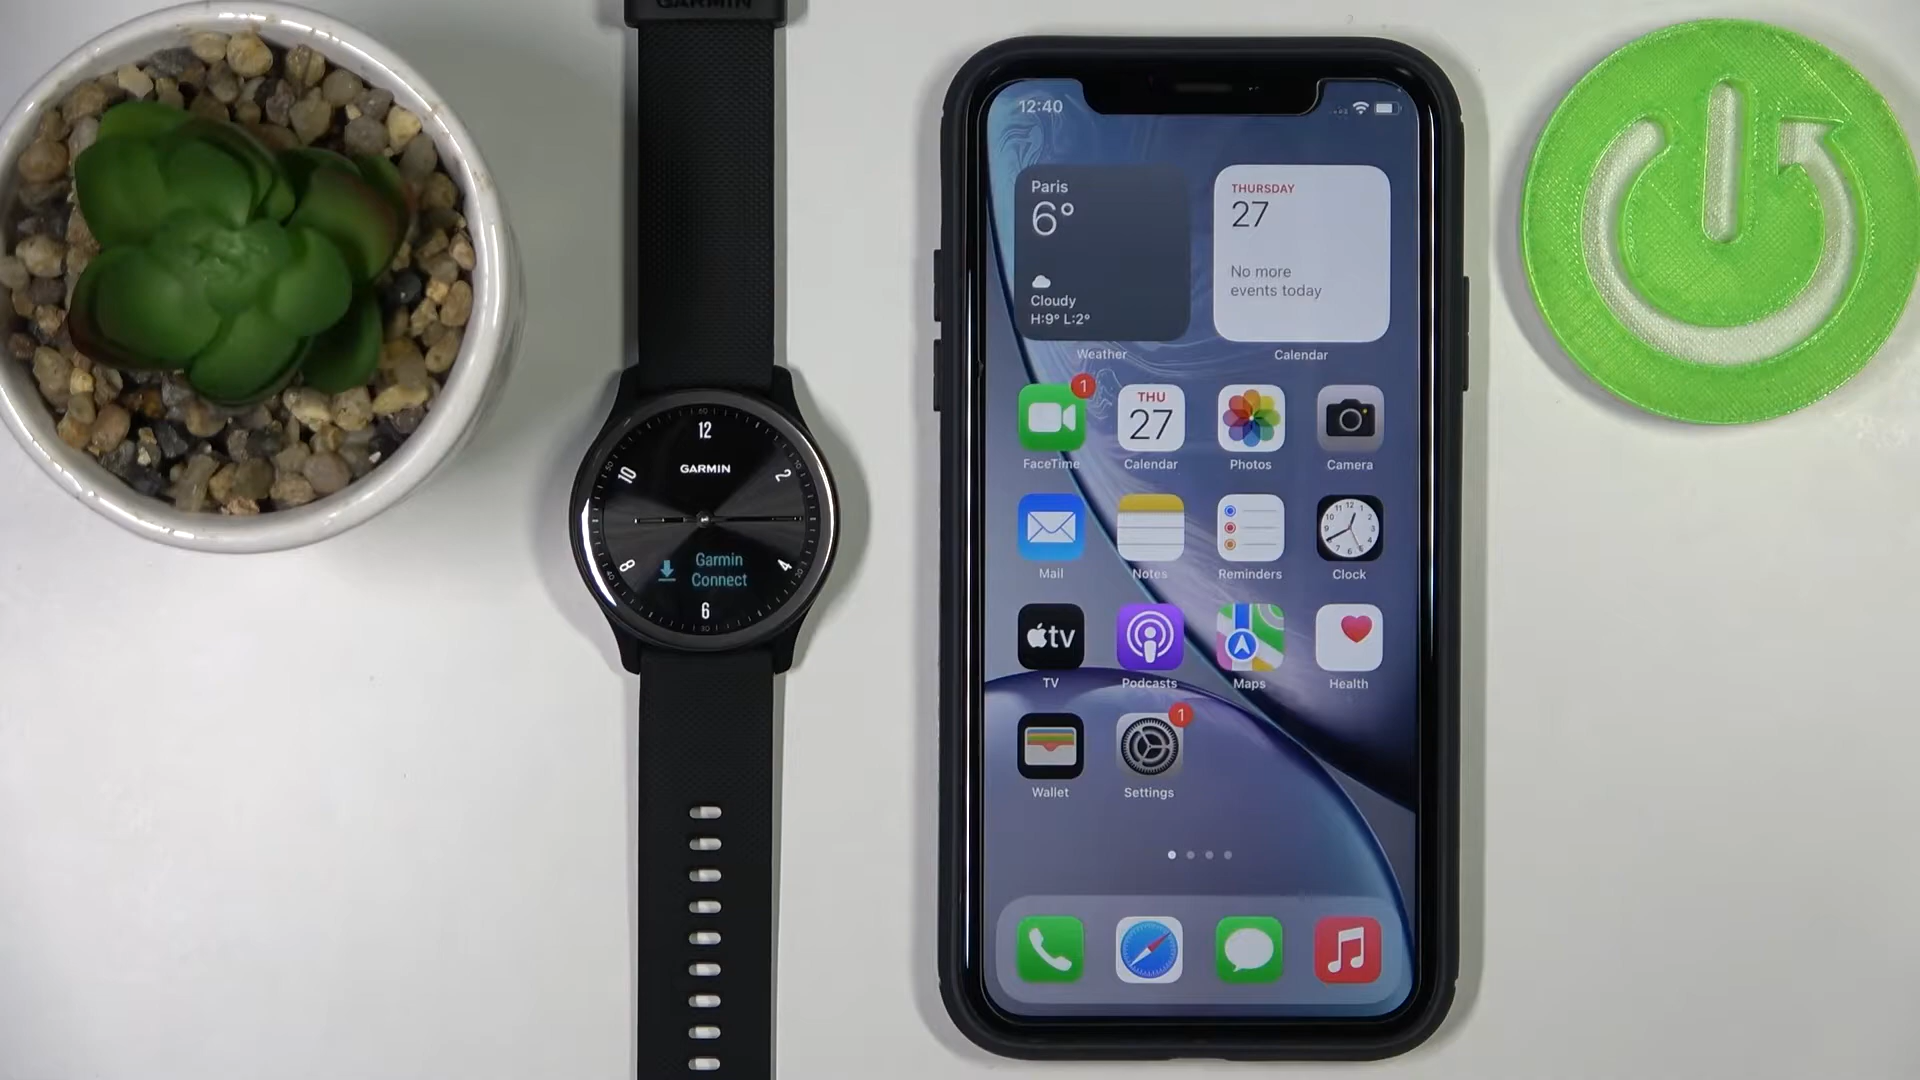 GARMIN
12
2
4
6
8
10
GARMIN
Garmin
Connect
12:40
Paris
6°
Cloudy
H:9° L:2°
Weather
THURSDAY
27
No more
events today
Calendar
1
FaceTime
THU
27
Calendar
Photos
Camera
Mail
Notes
Reminders
Clock
tv
TV
Podcasts
Maps
Health
Wallet
1
Settings